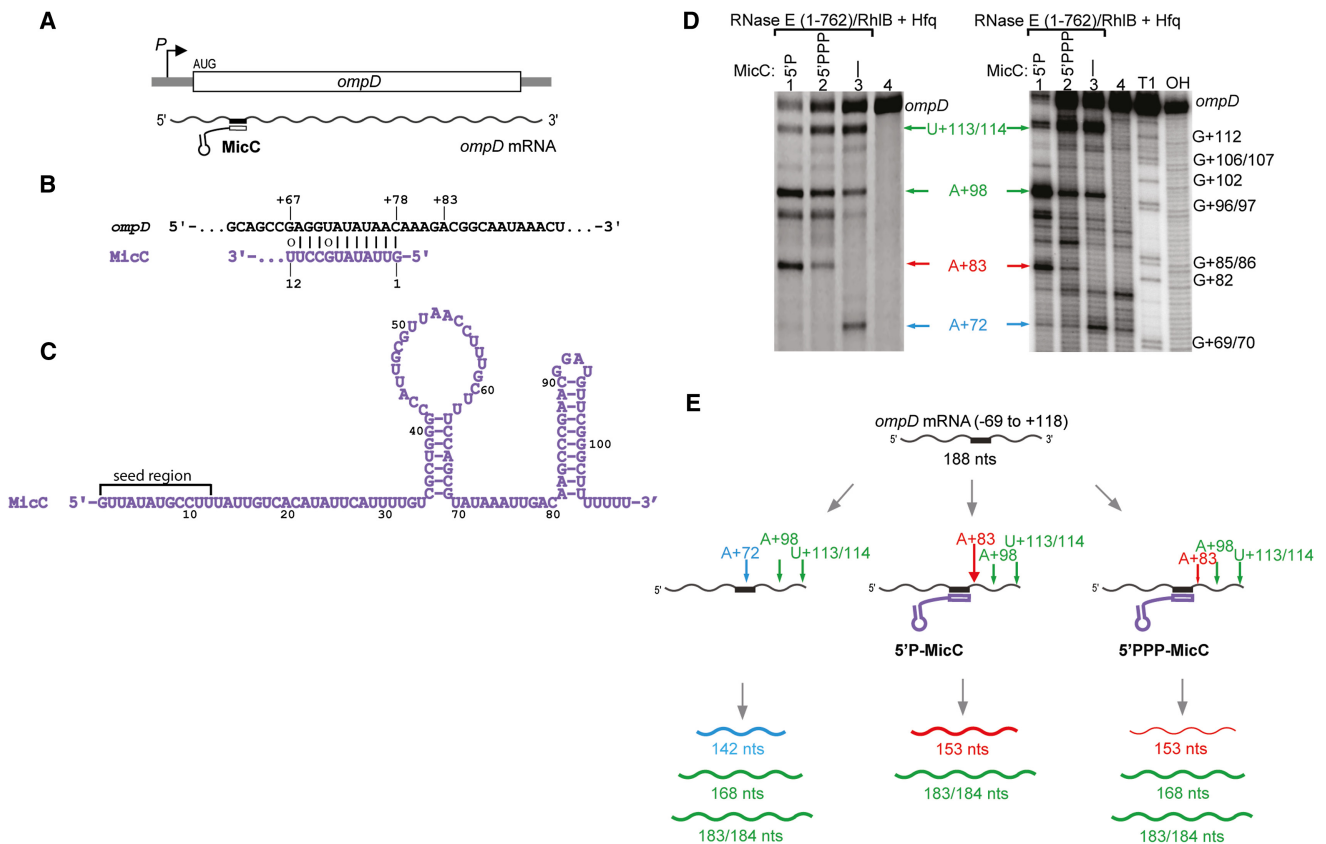 A
P
AUG
ompD
5'
3'
MicC
ompD mRNA
B
+67
+78
+83
ompD 5'-...GCAGCCGAGGUAUAUAACAAAGACGGCAAUAAACU...-3'
MicC 3'-...UUCCGUAUAUUG-5'
12
1
C
seed region
MicC 5'-GUUAUAUGCCUUUAUUGUCACAUAUUCAUUUUGU
UAUAAAUUGACA
UUUUU-3'
10
20
30
40
50
60
70
80
90
100
D
RNase E (1-762)/RhlB + Hfq
RNase E (1-762)/RhlB + Hfq
MicC: 5'P 5'PPP —
MicC: 5'P 5'PPP —
1 2 3 4
1 2 3 4 T1 OH
ompD
ompD
U+113/114
A+98
A+83
A+72
G+112
G+106/107
G+102
G+96/97
G+85/86
G+82
G+69/70
E
ompD mRNA (-69 to +118)
5'
3'
188 nts
A+72
A+98
U+113/114
A+83
A+98
U+113/114
A+83
A+98
U+113/114
5'
5'
5'
5'P-MicC
5'PPP-MicC
142 nts
168 nts
183/184 nts
153 nts
183/184 nts
153 nts
168 nts
183/184 nts